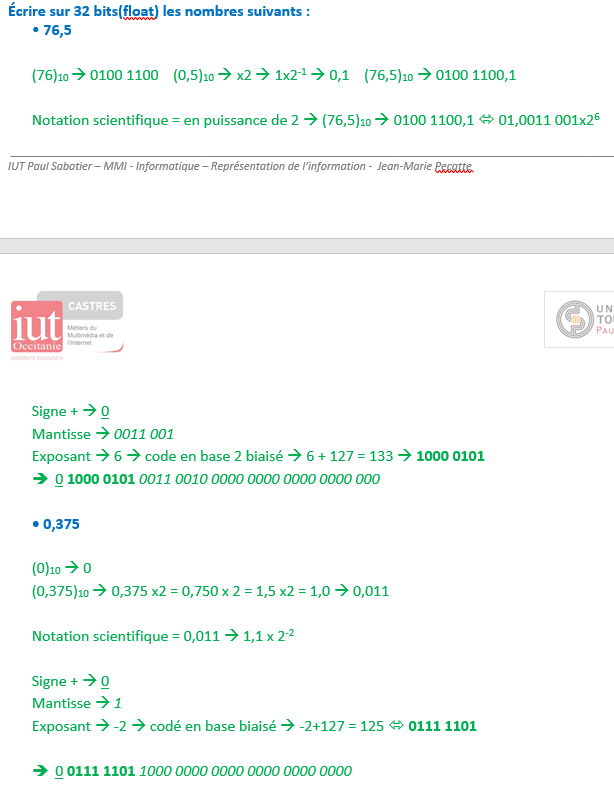 Écrire sur 32 bits(float) les nombres suivants :
• 76,5
(76)₁₀ → 0100 1100 (0,5)₁₀ → x2 → 1x2⁻¹ → 0,1 (76,5)₁₀ → 0100 1100,1
Notation scientifique = en puissance de 2 → (76,5)₁₀ → 0100 1100,1 ⇔ 01,0011 001x2⁶
IUT Paul Sabatier – MMI - Informatique – Représentation de l'information - Jean-Marie Pecatte
CASTRES
iut
Occitanie
UNIVERSITÉ TOULOUSE III
Métiers du
Multimédia et de
l'Internet
UN
TOU
PAU
Signe + → 0
Mantisse → 0011 001
Exposant → 6 → code en base 2 biaisé → 6 + 127 = 133 → 1000 0101
→ 0 1000 0101 0011 0010 0000 0000 0000 0000 000
• 0,375
(0)₁₀ → 0
(0,375)₁₀ → 0,375 x2 = 0,750 x 2 = 1,5 x2 = 1,0 → 0,011
Notation scientifique = 0,011 → 1,1 x 2⁻²
Signe + → 0
Mantisse → 1
Exposant → -2 → codé en base biaisé → -2+127 = 125 ⇔ 0111 1101
→ 0 0111 1101 1000 0000 0000 0000 0000 0000